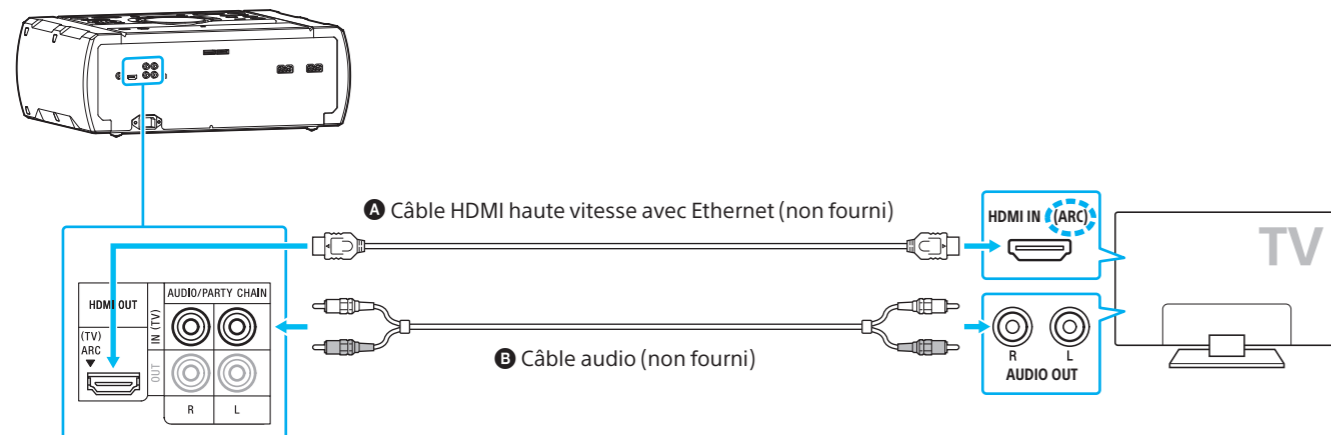 A Câble HDMI haute vitesse avec Ethernet (non fourni)
HDMI IN (ARC)
TV
HDMI OUT
(TV)
ARC
AUDIO/PARTY CHAIN
IN (TV)
OUT
R L
B Câble audio (non fourni)
R L
AUDIO OUT